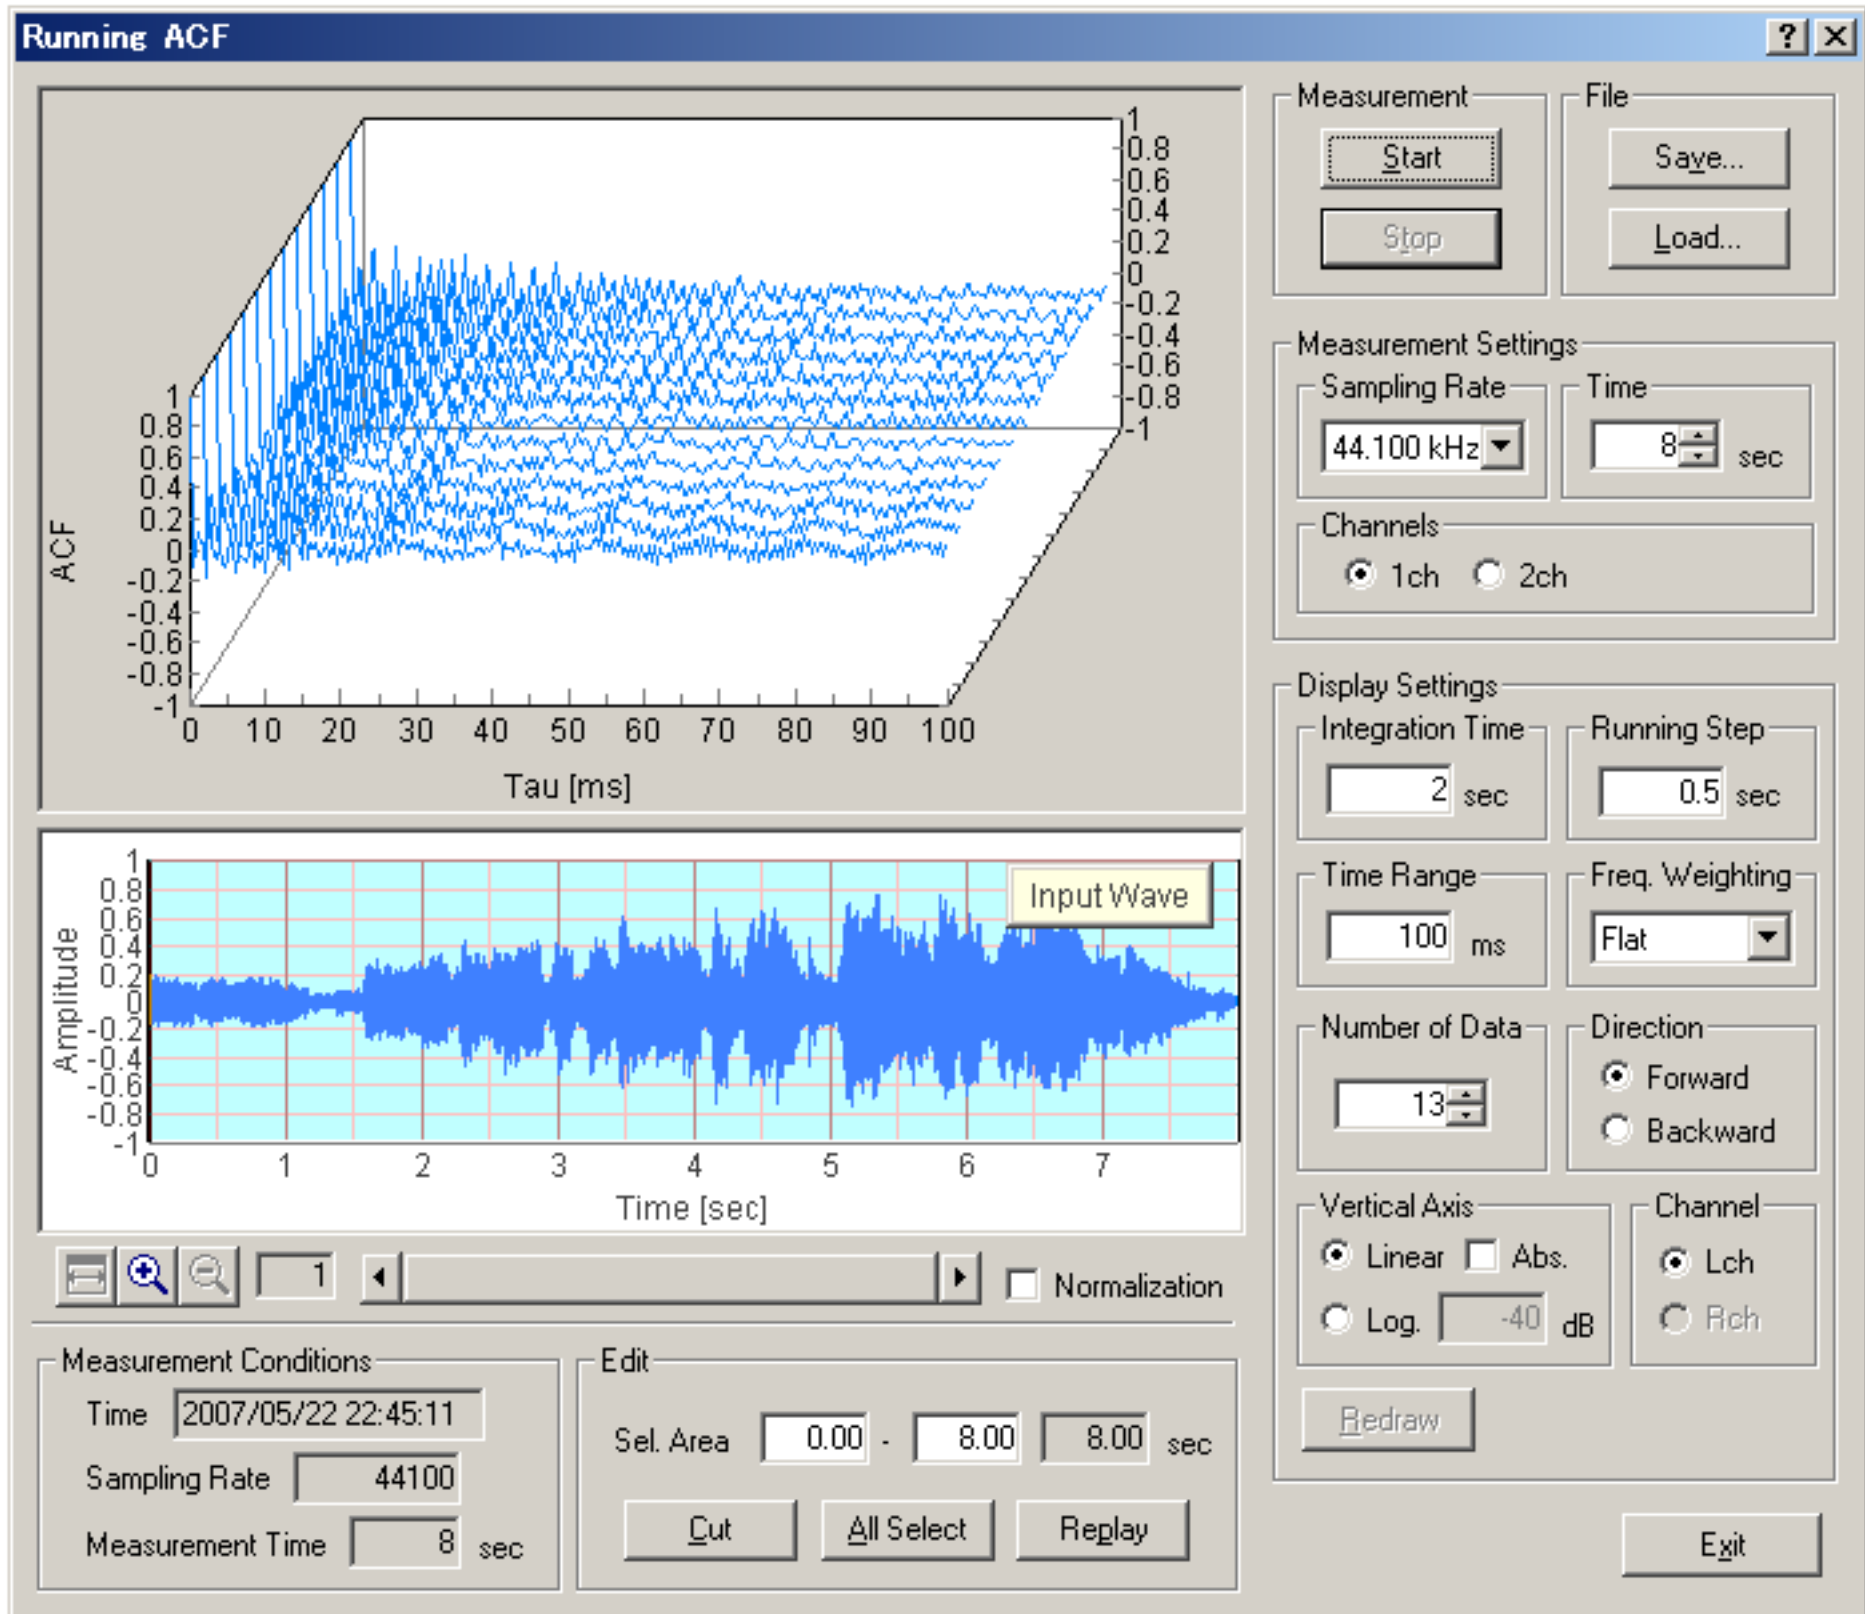 Running ACF
1
0.8
0.6
0.4
0.2
0
-0.2
-0.4
-0.6
-0.8
-1
1
0.8
0.6
0.4
0.2
0
-0.2
-0.4
-0.6
-0.8
-1
ACF
0 10 20 30 40 50 60 70 80 90 100
Tau [ms]
1
0.8
0.6
0.4
0.2
0
-0.2
-0.4
-0.6
-0.8
-1
Amplitude
Input Wave
0 1 2 3 4 5 6 7
Time [sec]
1
Normalization
Measurement Conditions
Time 2007/05/22 22:45:11
Sampling Rate 44100
Measurement Time 8 sec
Edit
Sel. Area 0.00 - 8.00 8.00 sec
Cut All Select Replay
Measurement
Start
Stop
File
Save...
Load...
Measurement Settings
Sampling Rate
44.100 kHz
Time
8 sec
Channels
1ch 2ch
Display Settings
Integration Time
2 sec
Running Step
0.5 sec
Time Range
100 ms
Freq. Weighting
Flat
Number of Data
13
Direction
Forward
Backward
Vertical Axis
Linear Abs.
Log. -40 dB
Channel
Lch
Rch
Redraw
Exit